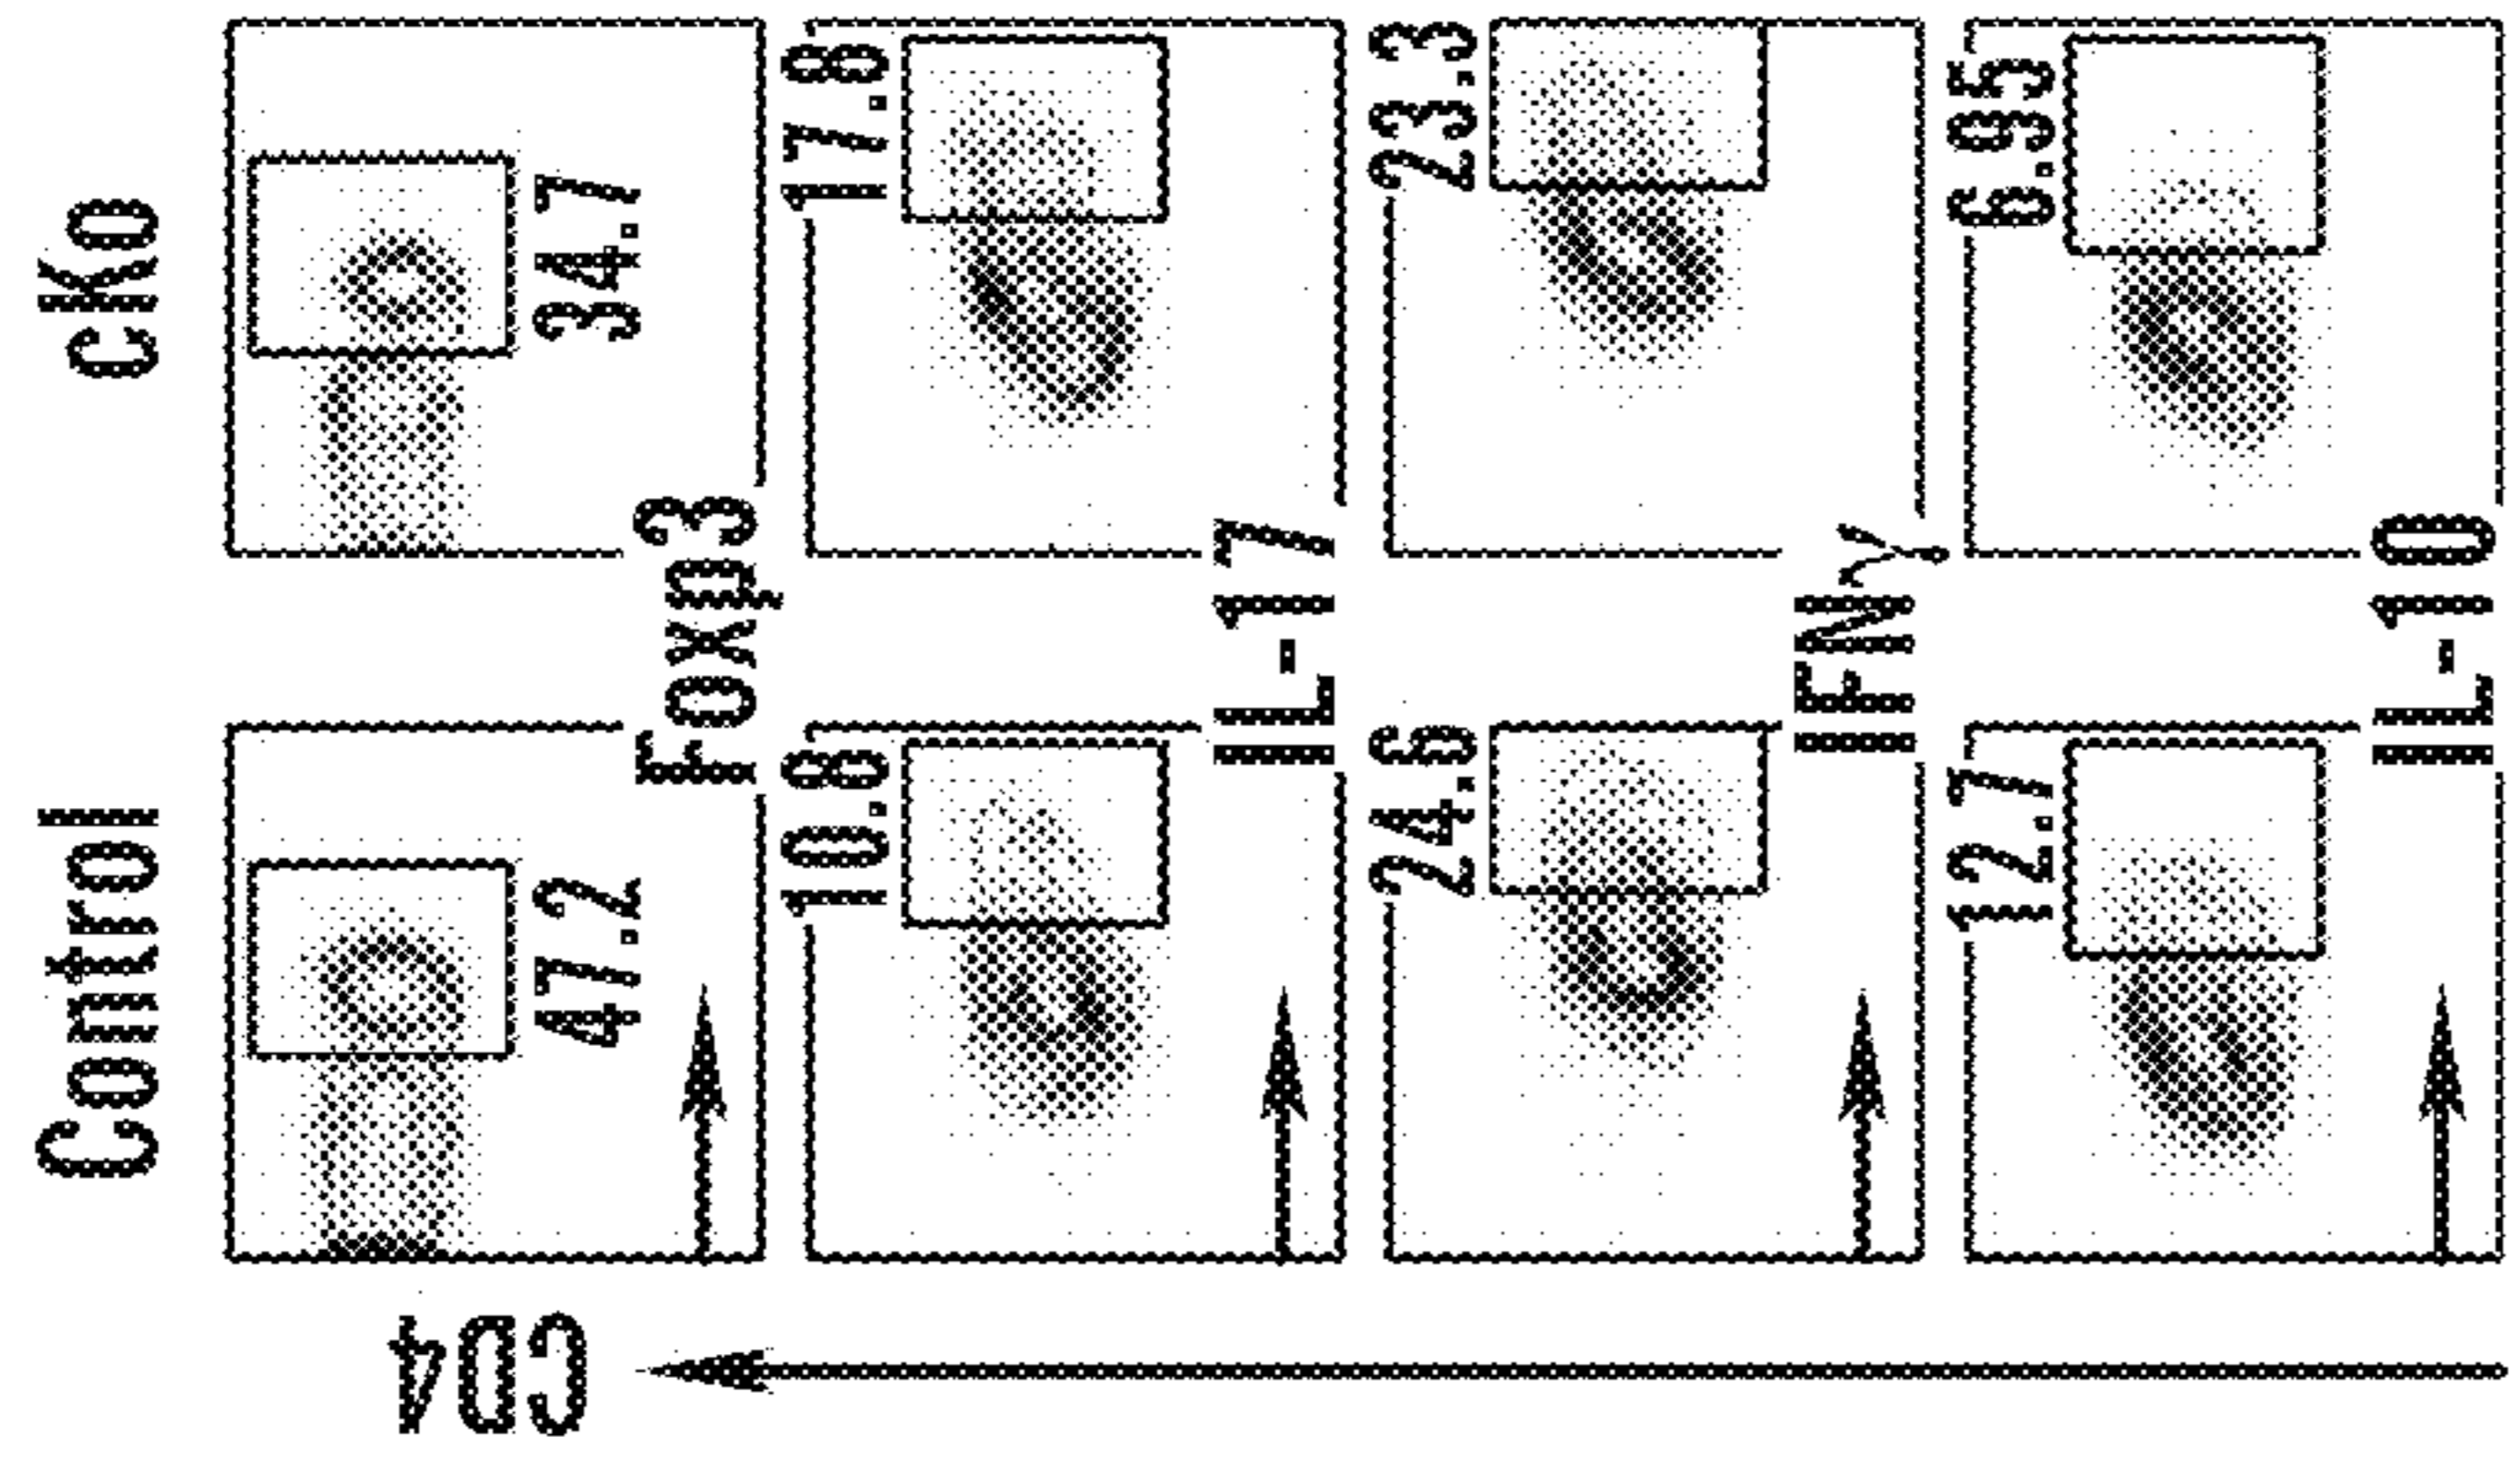 Control
cKO
47.2
34.7
Foxp3
10.8
17.8
IL-17
24.6
23.3
IFNγ
12.7
6.95
IL-10
CD4